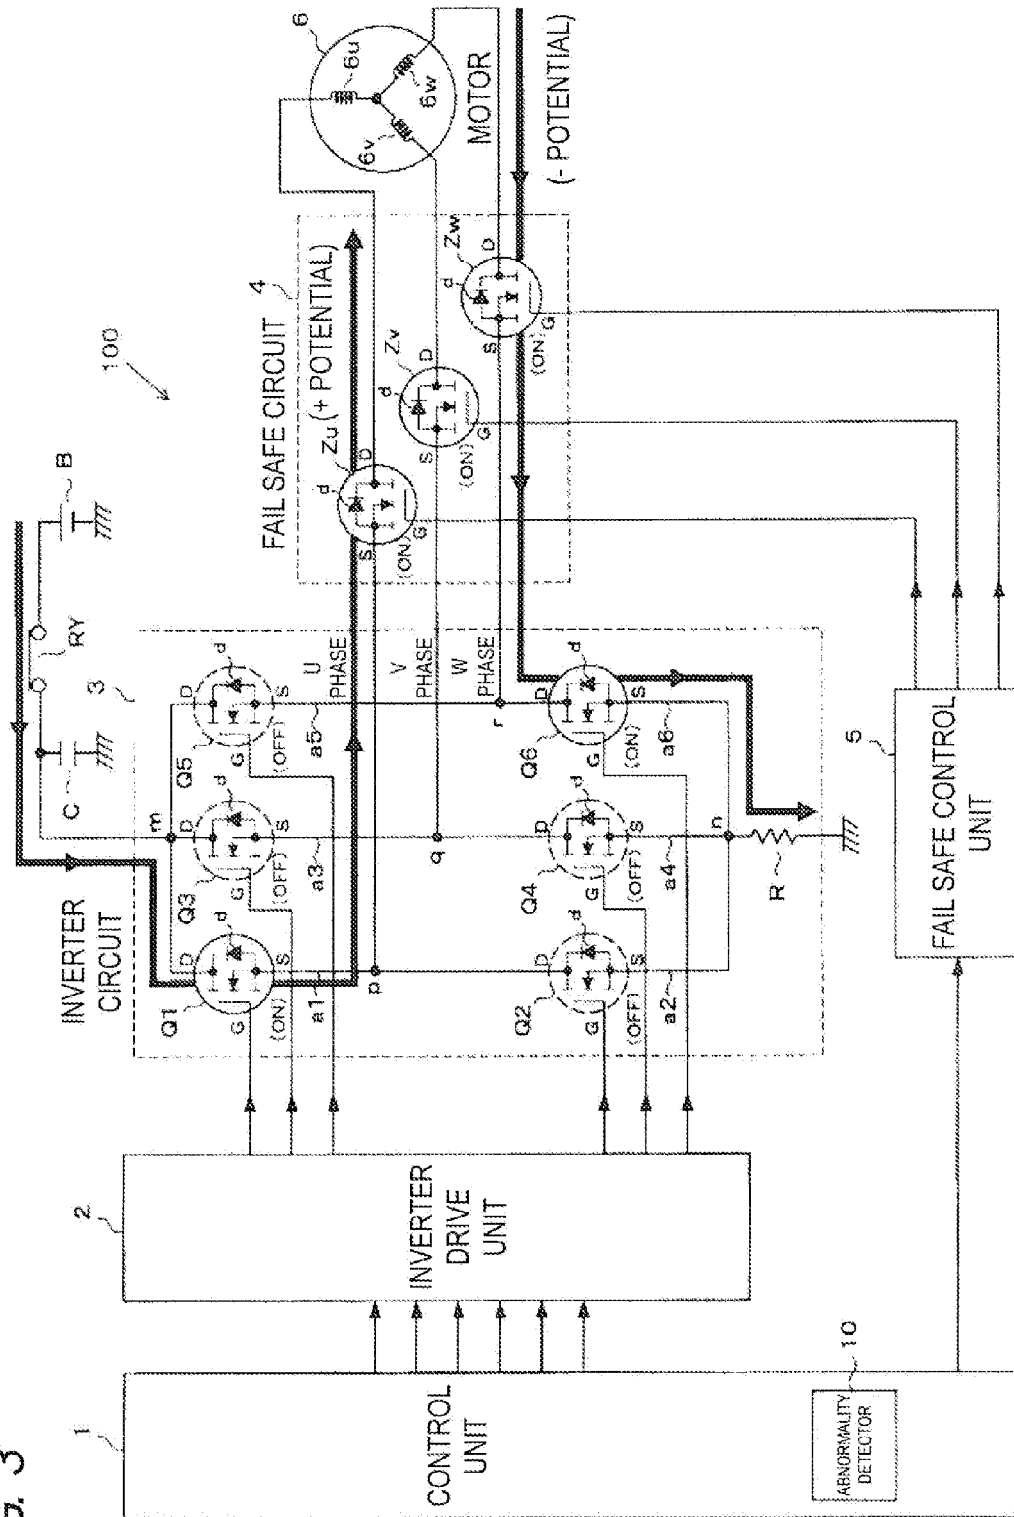 3
100
1
CONTROL
UNIT
ABNORMALITY
DETECTOR
10
2
INVERTER
DRIVE
UNIT
INVERTER
CIRCUIT
3
C
RY
B
m
Q1
D
G
S
d
(ON)
a1
Q3
D
G
S
d
(OFF)
a3
Q5
D
G
S
d
(OFF)
a5
U
PHASE
V
PHASE
W
PHASE
p
q
r
Q2
D
G
S
d
(OFF)
a2
Q4
D
G
S
d
(OFF)
a4
Q6
D
G
S
d
(ON)
a6
n
R
FAIL SAFE CIRCUIT
4
Zu
(+ POTENTIAL)
d
D
S
G
(ON)
Zv
d
D
S
G
(ON)
Zw
d
D
S
G
(ON)
6
6u
6v
6w
MOTOR
(- POTENTIAL)
5
FAIL SAFE CONTROL
UNIT